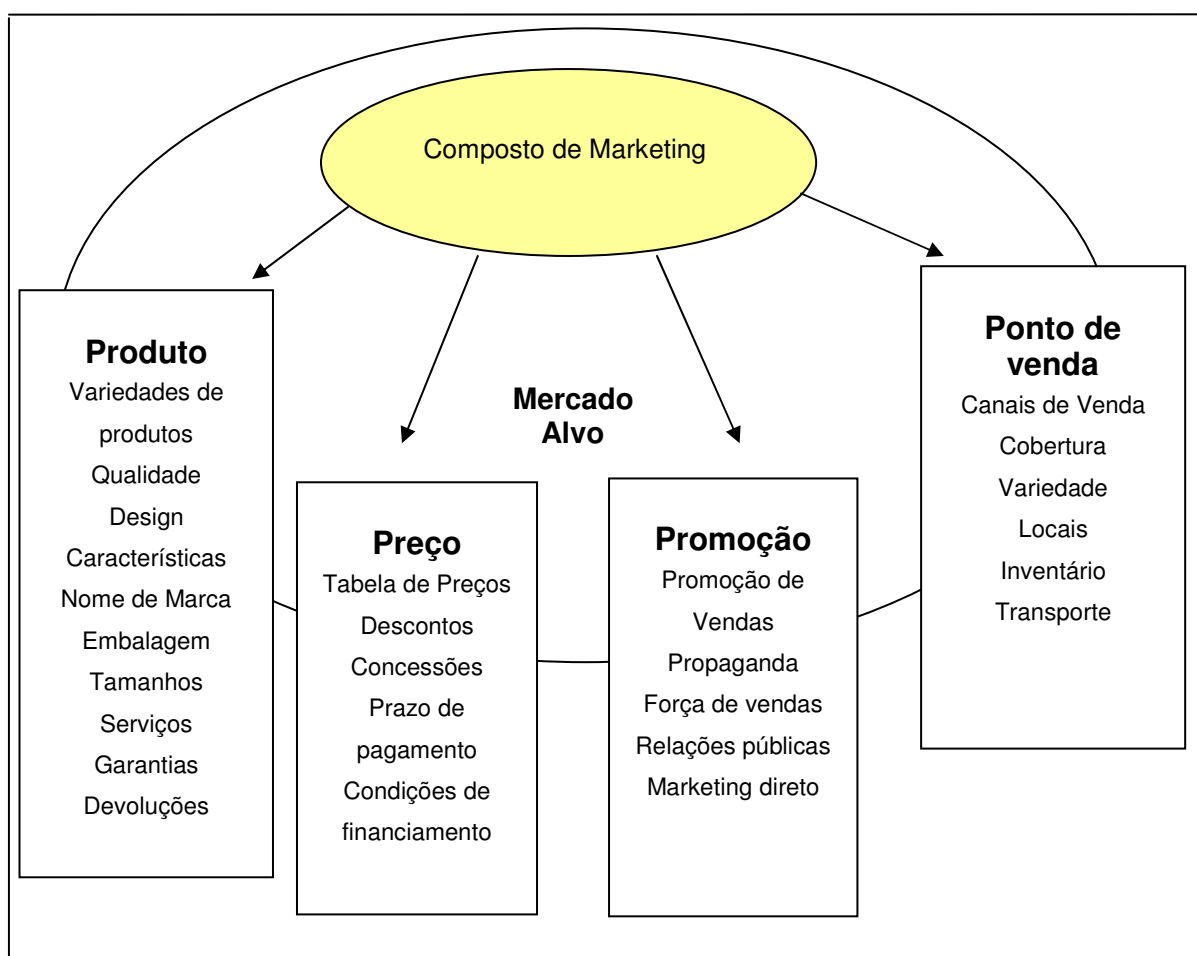 Composto de Marketing
Produto
Variedades de
produtos
Qualidade
Design
Características
Nome de Marca
Embalagem
Tamanhos
Serviços
Garantias
Devoluções
Mercado
Alvo
Preço
Tabela de Preços
Descontos
Concessões
Prazo de
pagamento
Condições de
financiamento
Promoção
Promoção de
Vendas
Propaganda
Força de vendas
Relações públicas
Marketing direto
Ponto de
venda
Canais de Venda
Cobertura
Variedade
Locais
Inventário
Transporte